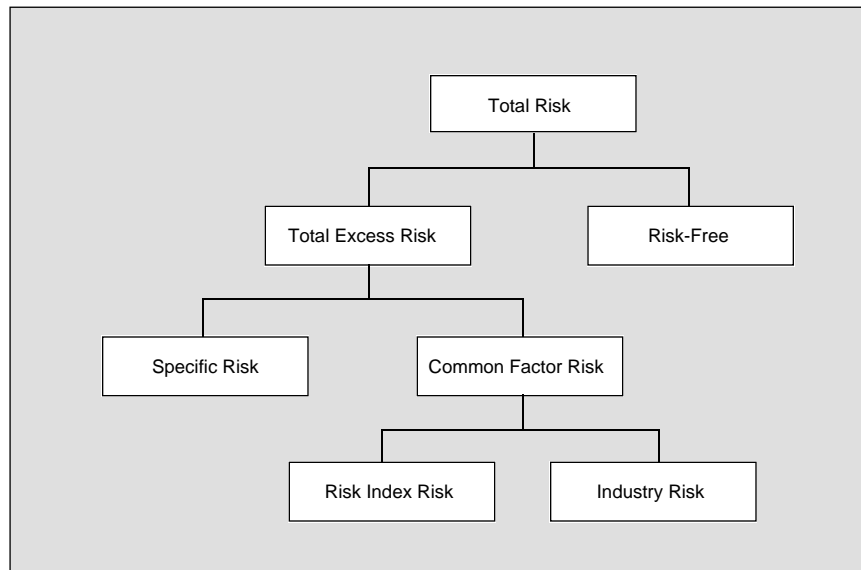 Total Risk
Total Excess Risk
Risk-Free
Specific Risk
Common Factor Risk
Risk Index Risk
Industry Risk